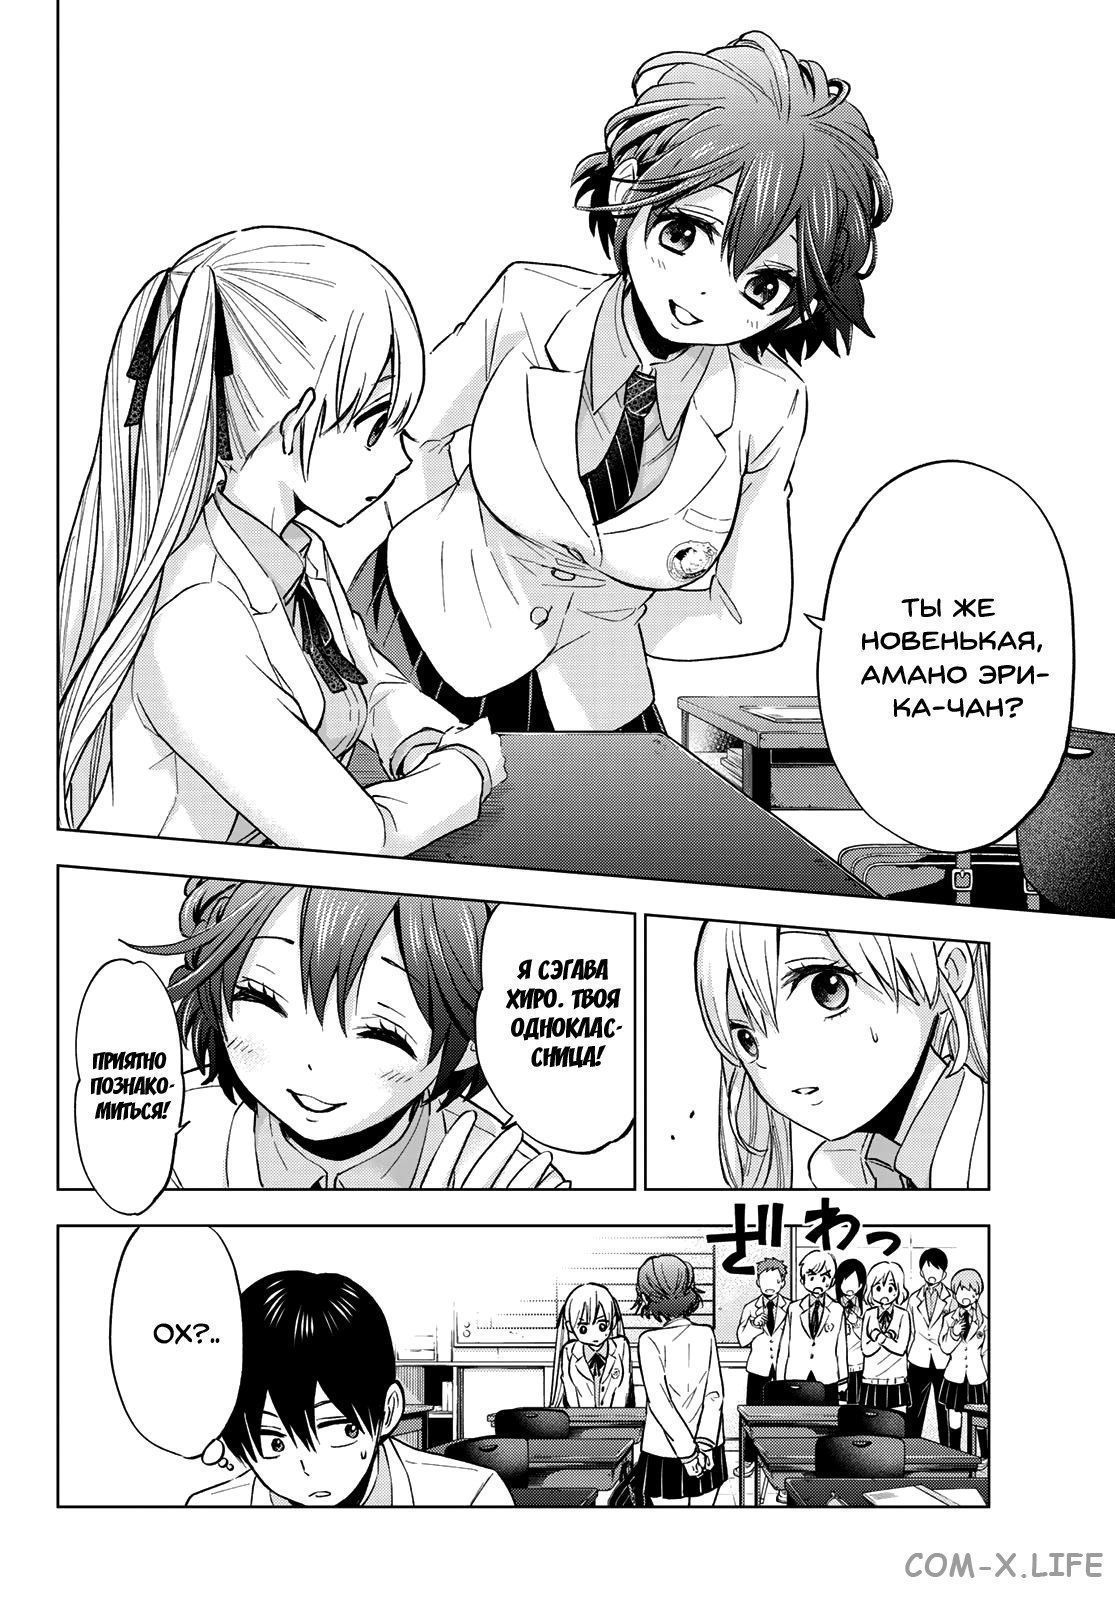 ТЫ ЖЕ
НОВЕНЬКАЯ,
АМАНО ЭРИ-
КА-ЧАН?
Я СЭГАВА
ХИРО. ТВОЯ
ОДНОКЛАС-
СНИЦА!
ПРИЯТНО
ПОЗНАКО-
МИТЬСЯ!
ざわっ
ОХ?..
COM-X.LIFE